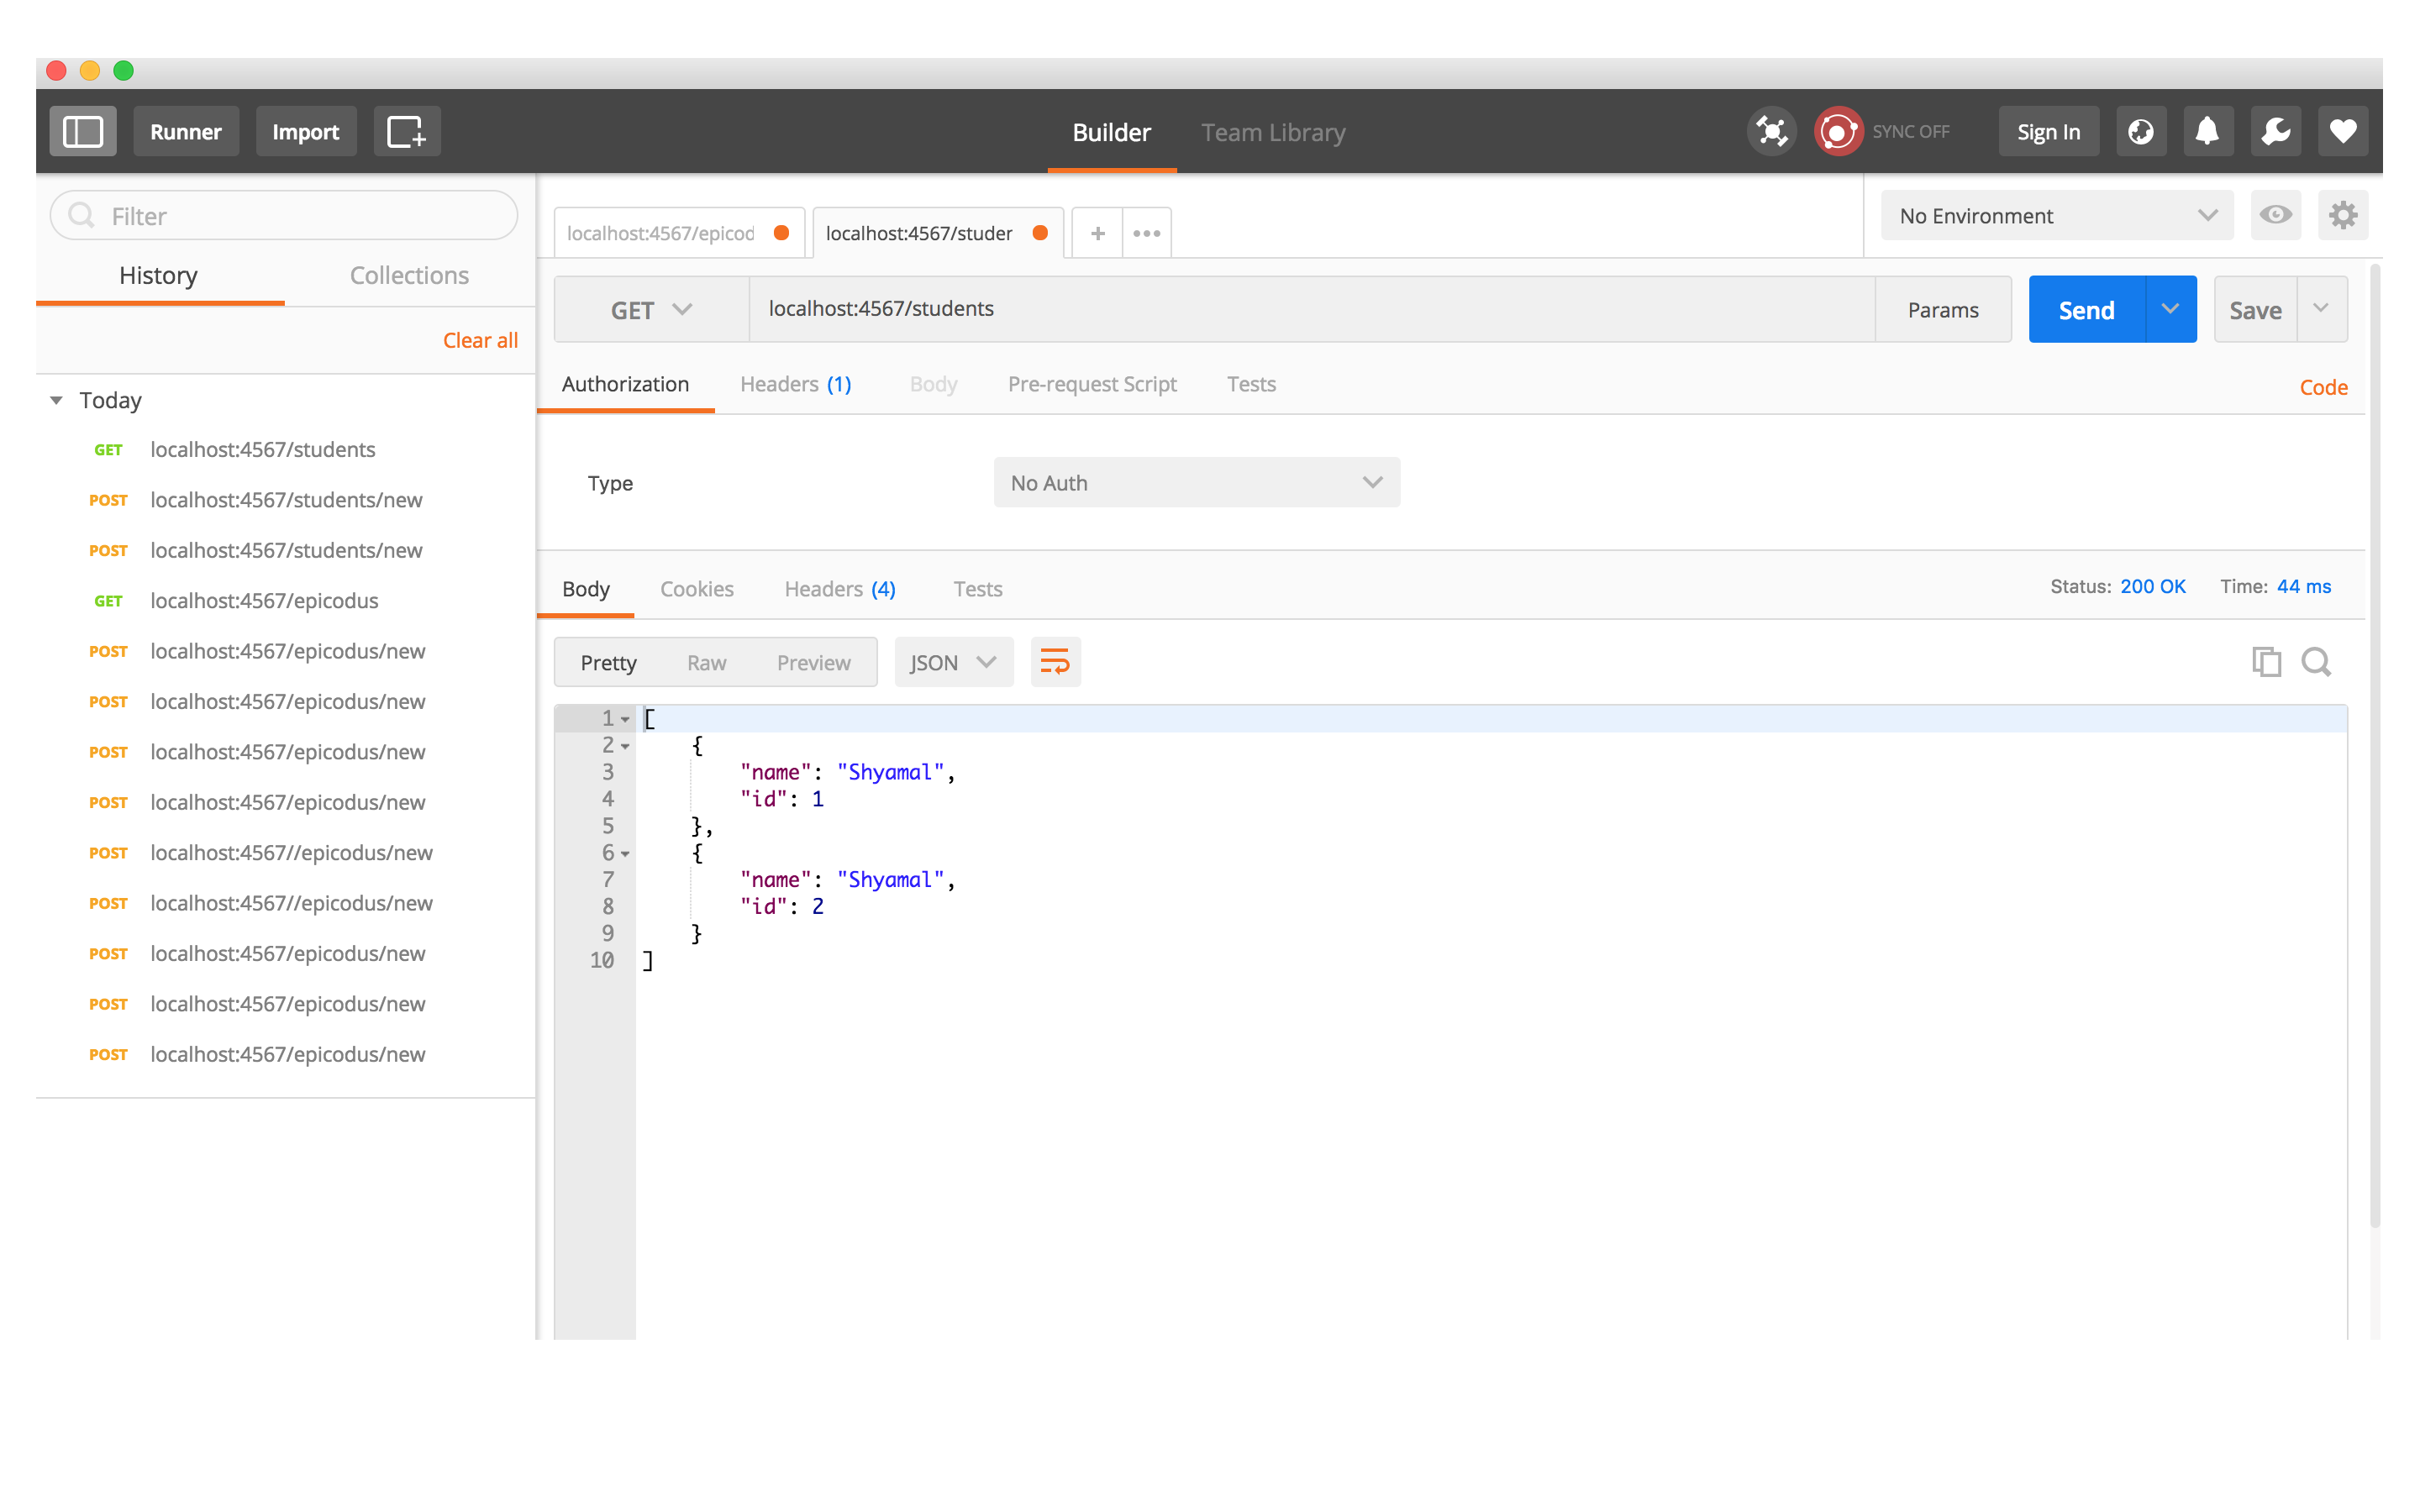 Runner Import Builder Team Library SYNC OFF Sign In
Filter
History Collections
Clear all
Today
GET localhost:4567/students
POST localhost:4567/students/new
POST localhost:4567/students/new
GET localhost:4567/epicodus
POST localhost:4567/epicodus/new
POST localhost:4567/epicodus/new
POST localhost:4567/epicodus/new
POST localhost:4567/epicodus/new
POST localhost:4567//epicodus/new
POST localhost:4567//epicodus/new
POST localhost:4567/epicodus/new
POST localhost:4567/epicodus/new
POST localhost:4567/epicodus/new
localhost:4567/epicod localhost:4567/studer + •••
No Environment
GET localhost:4567/students Params Send Save
Authorization Headers (1) Body Pre-request Script Tests Code
Type No Auth
Body Cookies Headers (4) Tests Status: 200 OK Time: 44 ms
Pretty Raw Preview JSON
1 [
2 {
3 "name": "Shyamal",
4 "id": 1
5 },
6 {
7 "name": "Shyamal",
8 "id": 2
9 }
10 ]